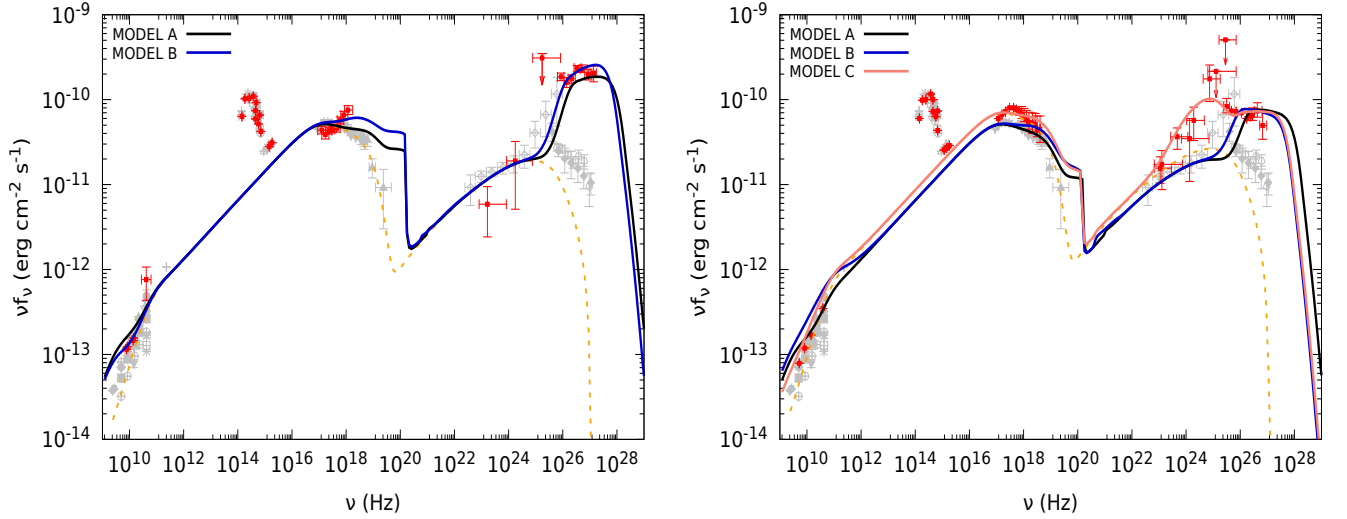 10^-9
10^-10
10^-11
10^-12
10^-13
10^-14
νf_ν (erg cm^-2 s^-1)
MODEL A
MODEL B
10^10 10^12 10^14 10^16 10^18 10^20 10^22 10^24 10^26 10^28
ν (Hz)
10^-9
10^-10
10^-11
10^-12
10^-13
10^-14
νf_ν (erg cm^-2 s^-1)
MODEL A
MODEL B
MODEL C
10^10 10^12 10^14 10^16 10^18 10^20 10^22 10^24 10^26 10^28
ν (Hz)